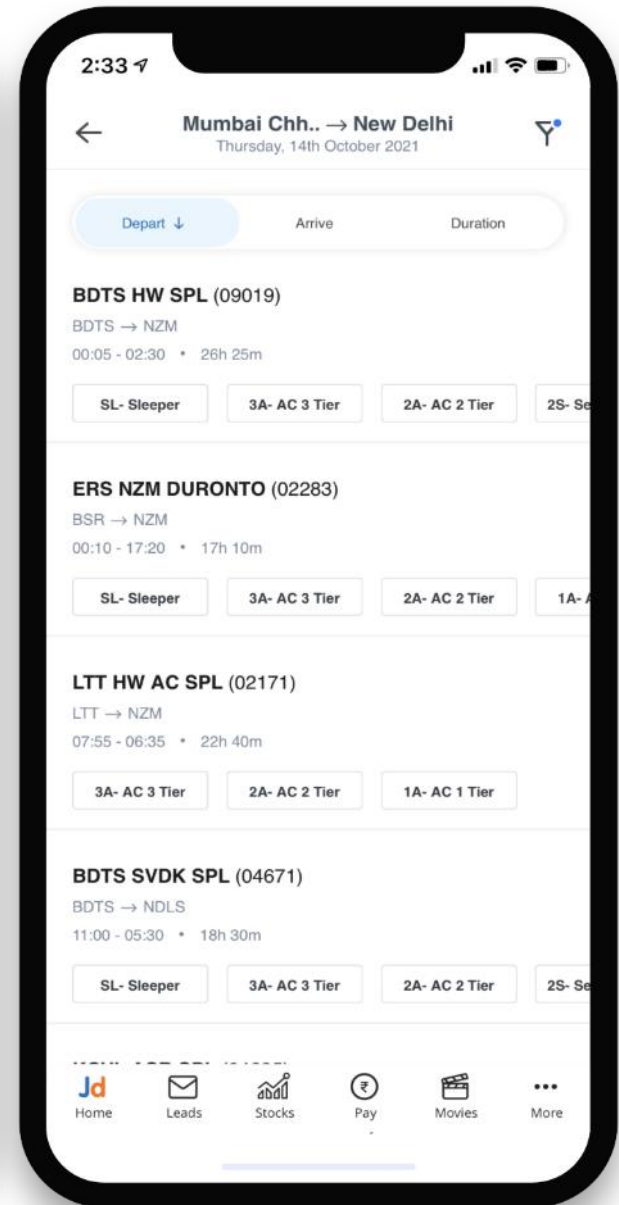 2:33
Mumbai Chh.. → New Delhi
Thursday, 14th October 2021
Depart ↓ Arrive Duration
BDTS HW SPL (09019)
BDTS → NZM
00:05 - 02:30 • 26h 25m
SL- Sleeper 3A- AC 3 Tier 2A- AC 2 Tier 2S- Se
ERS NZM DURONTO (02283)
BSR → NZM
00:10 - 17:20 • 17h 10m
SL- Sleeper 3A- AC 3 Tier 2A- AC 2 Tier 1A- A
LTT HW AC SPL (02171)
LTT → NZM
07:55 - 06:35 • 22h 40m
3A- AC 3 Tier 2A- AC 2 Tier 1A- AC 1 Tier
BDTS SVDK SPL (04671)
BDTS → NDLS
11:00 - 05:30 • 18h 30m
SL- Sleeper 3A- AC 3 Tier 2A- AC 2 Tier 2S- Se
Jd ₹
Home Leads Stocks Pay Movies More